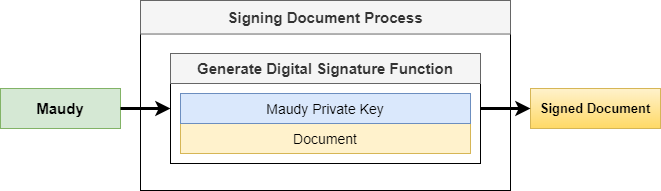 Signing Document Process
Generate Digital Signature Function
Maudy
Maudy Private Key
Signed Document
Document